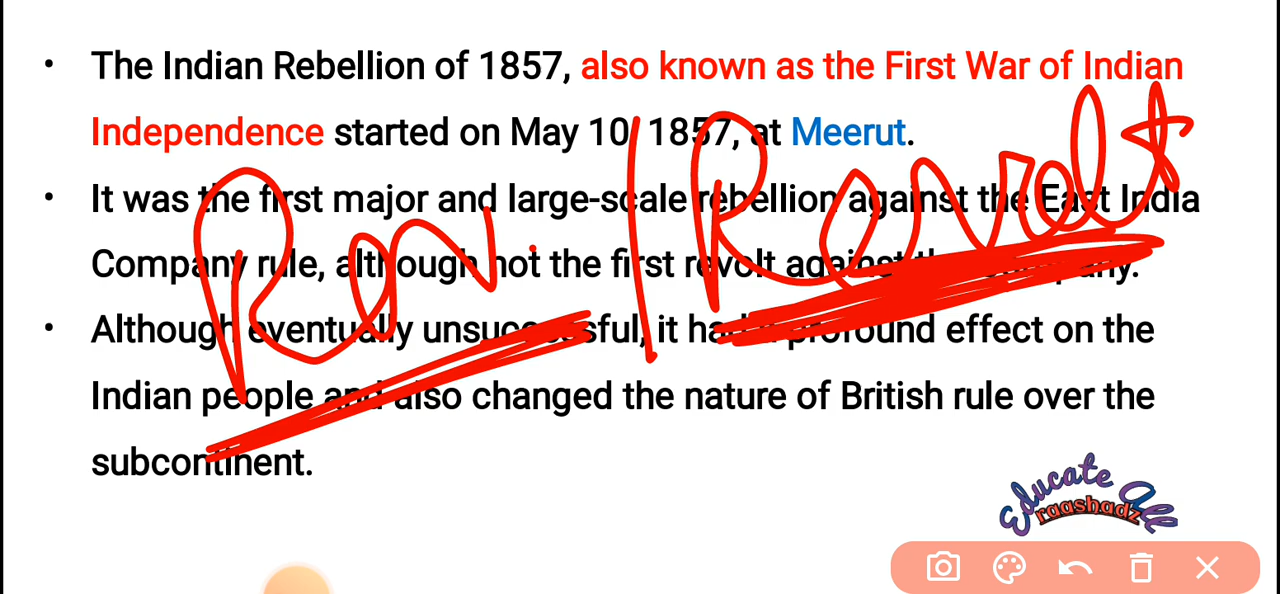 • The Indian Rebellion of 1857, also known as the First War of Indian
Independence started on May 10, 1857, at Meerut.
• It was the first major and large-scale rebellion against the East India
Company rule, although not the first revolt against the company.
• Although eventually unsuccessful, it had a profound effect on the
Indian people and also changed the nature of British rule over the
subcontinent.
Rev. / Revolt
Educate All
raashadz